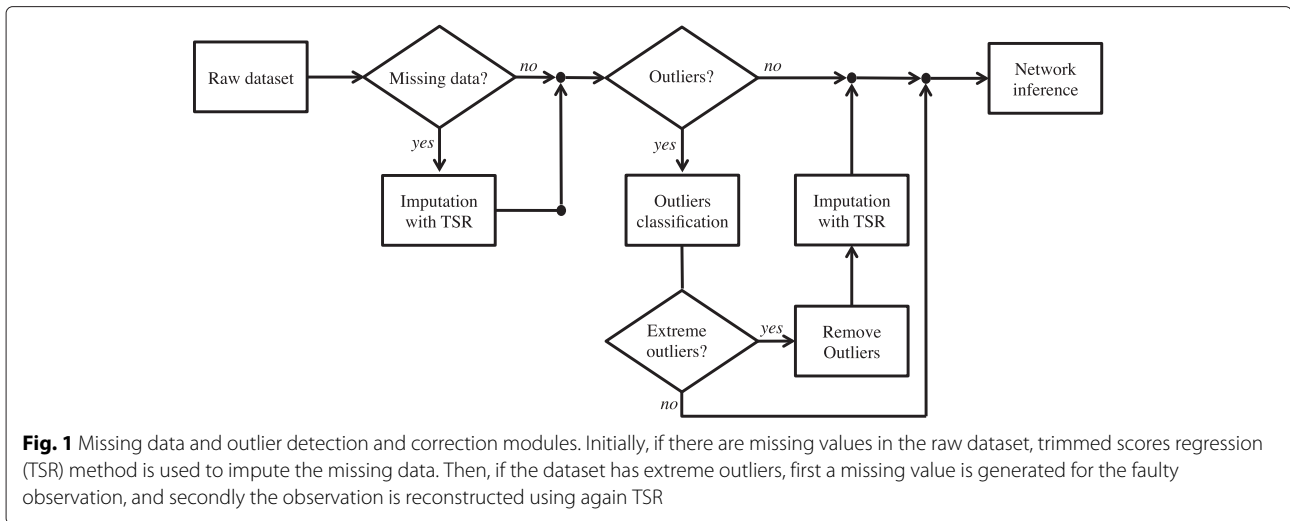 Raw dataset
Missing data?
no
Outliers?
no
Network
inference
yes
yes
Imputation
with TSR
Outliers
classification
Imputation
with TSR
Extreme
outliers?
yes
Remove
Outliers
no
Fig. 1 Missing data and outlier detection and correction modules. Initially, if there are missing values in the raw dataset, trimmed scores regression
(TSR) method is used to impute the missing data. Then, if the dataset has extreme outliers, first a missing value is generated for the faulty
observation, and secondly the observation is reconstructed using again TSR